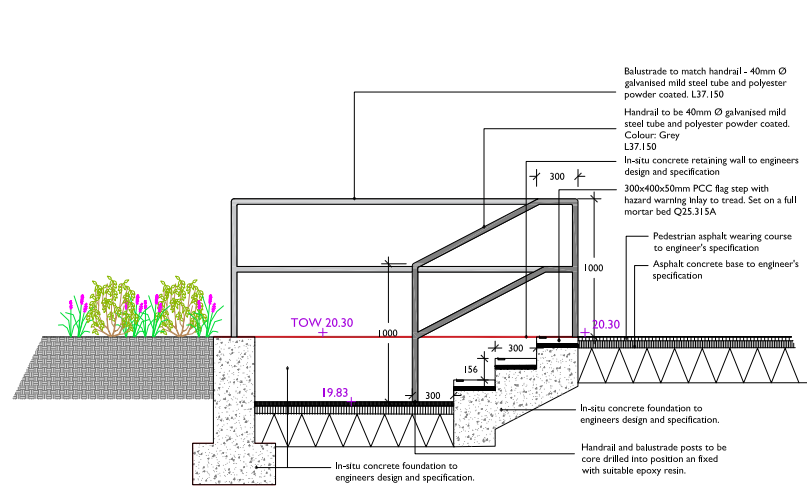 Balustrade to match handrail - 40mm Ø
galvanised mild steel tube and polyester
powder coated. L37.150
Handrail to be 40mm Ø galvanised mild
steel tube and polyester powder coated.
Colour: Grey
L37.150
In-situ concrete retaining wall to engineers
design and specification
300
300x400x50mm PCC flag step with
hazard warning inlay to tread. Set on a full
mortar bed Q25.315A
Pedestrian asphalt wearing course
to engineer's specification
Asphalt concrete base to engineer's
specification
1000
TOW 20.30
20.30
1000
300
156
19.83
300
In-situ concrete foundation to
engineers design and specification.
Handrail and balustrade posts to be
core drilled into position an fixed
with suitable epoxy resin.
In-situ concrete foundation to
engineers design and specification.